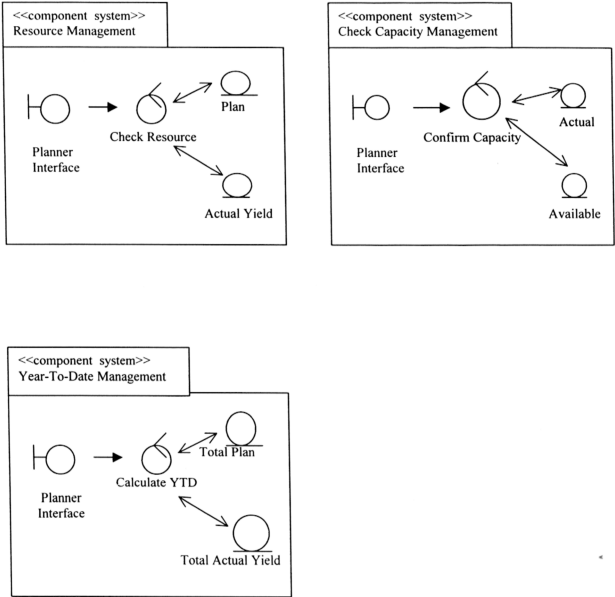 <<component system>>
Resource Management
Plan
Check Resource
Planner
Interface
Actual Yield
<<component system>>
Check Capacity Management
Actual
Confirm Capacity
Planner
Interface
Available
<<component system>>
Year-To-Date Management
Total Plan
Calculate YTD
Planner
Interface
Total Actual Yield